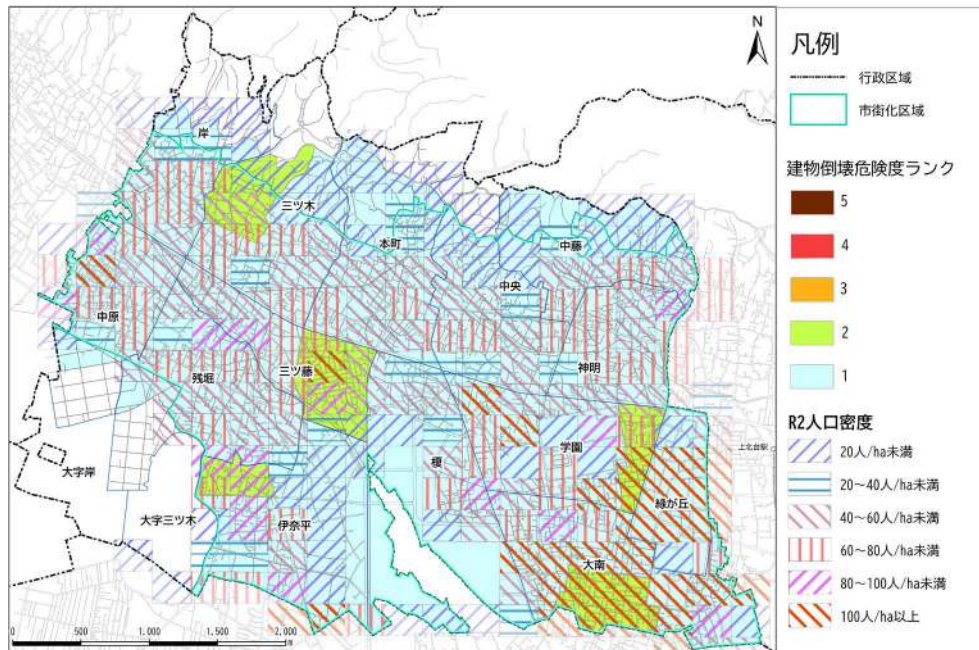 N
岸
三ツ木
本町
中藤
中央
中原
残堀
三ツ藤
神明
学園
榎
上北台駅
大字岸
緑が丘
大字三ツ木
伊奈平
大南
0 500 1,000 1,500 2,000
m
凡例
行政区域
市街化区域
建物倒壊危険度ランク
5
4
3
2
1
R2人口密度
20人/ha未満
20～40人/ha未満
40～60人/ha未満
60～80人/ha未満
80～100人/ha未満
100人/ha以上